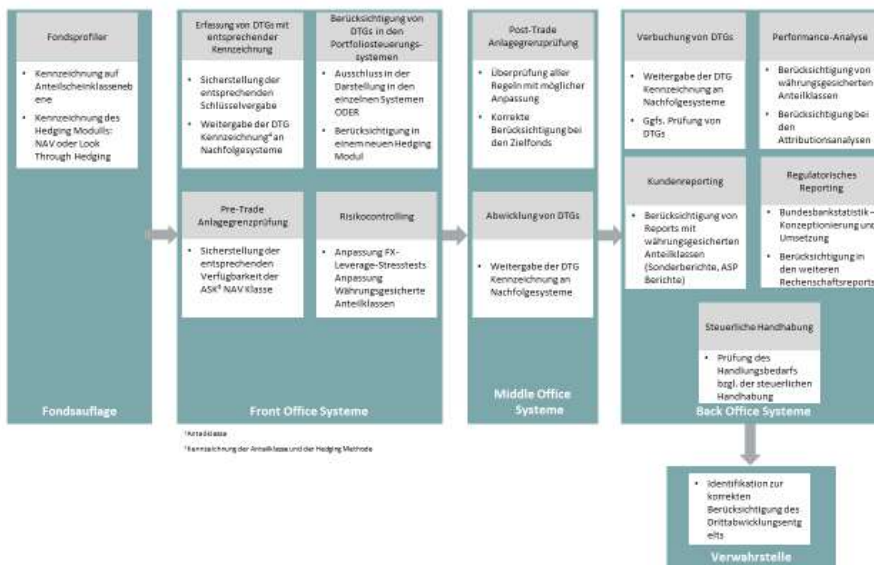 Fondsprofiler
• Kennzeichnung auf
Anteilscheinklasseneb
ene
• Kennzeichnung des
Hedging Modulls:
NAV oder Look
Through Hedging
Fondsauflage
Erfassung von DTGs mit
entsprechender
Kennzeichnung
• Sicherstellung der
entsprechenden
Schlüsselvergabe
• Weitergabe der DTG
Kennzeichnung⁴ an
Nachfolgesysteme
Berücksichtigung von
DTGs in den
Portfoliosteuerungs-
systemen
• Ausschluss in der
Darstellung in den
einzelnen Systemen
ODER
• Berücksichtigung in
einem neuen Hedging
Modul
Pre-Trade
Anlagegrenzprüfung
• Sicherstellung der
entsprechenden
Verfügbarkeit der
ASK³ NAV Klasse
Risikocontrolling
• Anpassung FX-
Leverage-Stresstests
Anpassung
Währungsgesicherte
Anteilklassen
Front Office Systeme
Post-Trade
Anlagegrenzprüfung
• Überprüfung aller
Regeln mit möglicher
Anpassung
• Korrekte
Berücksichtigung bei
den Zielfonds
Abwicklung von DTGs
• Weitergabe der DTG
Kennzeichnung an
Nachfolgesysteme
Middle Office
Systeme
Verbuchung von DTGs
• Weitergabe der DTG
Kennzeichnung an
Nachfolgesysteme
• Ggfs. Prüfung von
DTGs
Performance-Analyse
• Berücksichtigung von
währungsgesicherten
Anteilklassen
• Berücksichtigung bei
den
Attributionsanalysen
Kundenreporting
• Berücksichtigung von
Reports mit
währungsgesicherten
Anteilklassen
(Sonderberichte, ASP
Berichte)
Regulatorisches
Reporting
• Bundesbankstatistik –
Konzeptionierung und
Umsetzung
• Berücksichtigung in
den weiteren
Rechenschaftsreports
Steuerliche Handhabung
• Prüfung des
Handlungsbedarfs
bzgl. der steuerlichen
Handhabung
Back Office Systeme
Anteilklasse
Kennzeichnung der Anteilklasse und der Hedging Methode
• Identifikation zur
korrekten
Berücksichtigung des
Drittabwicklungsentg
elts
Verwahrstelle